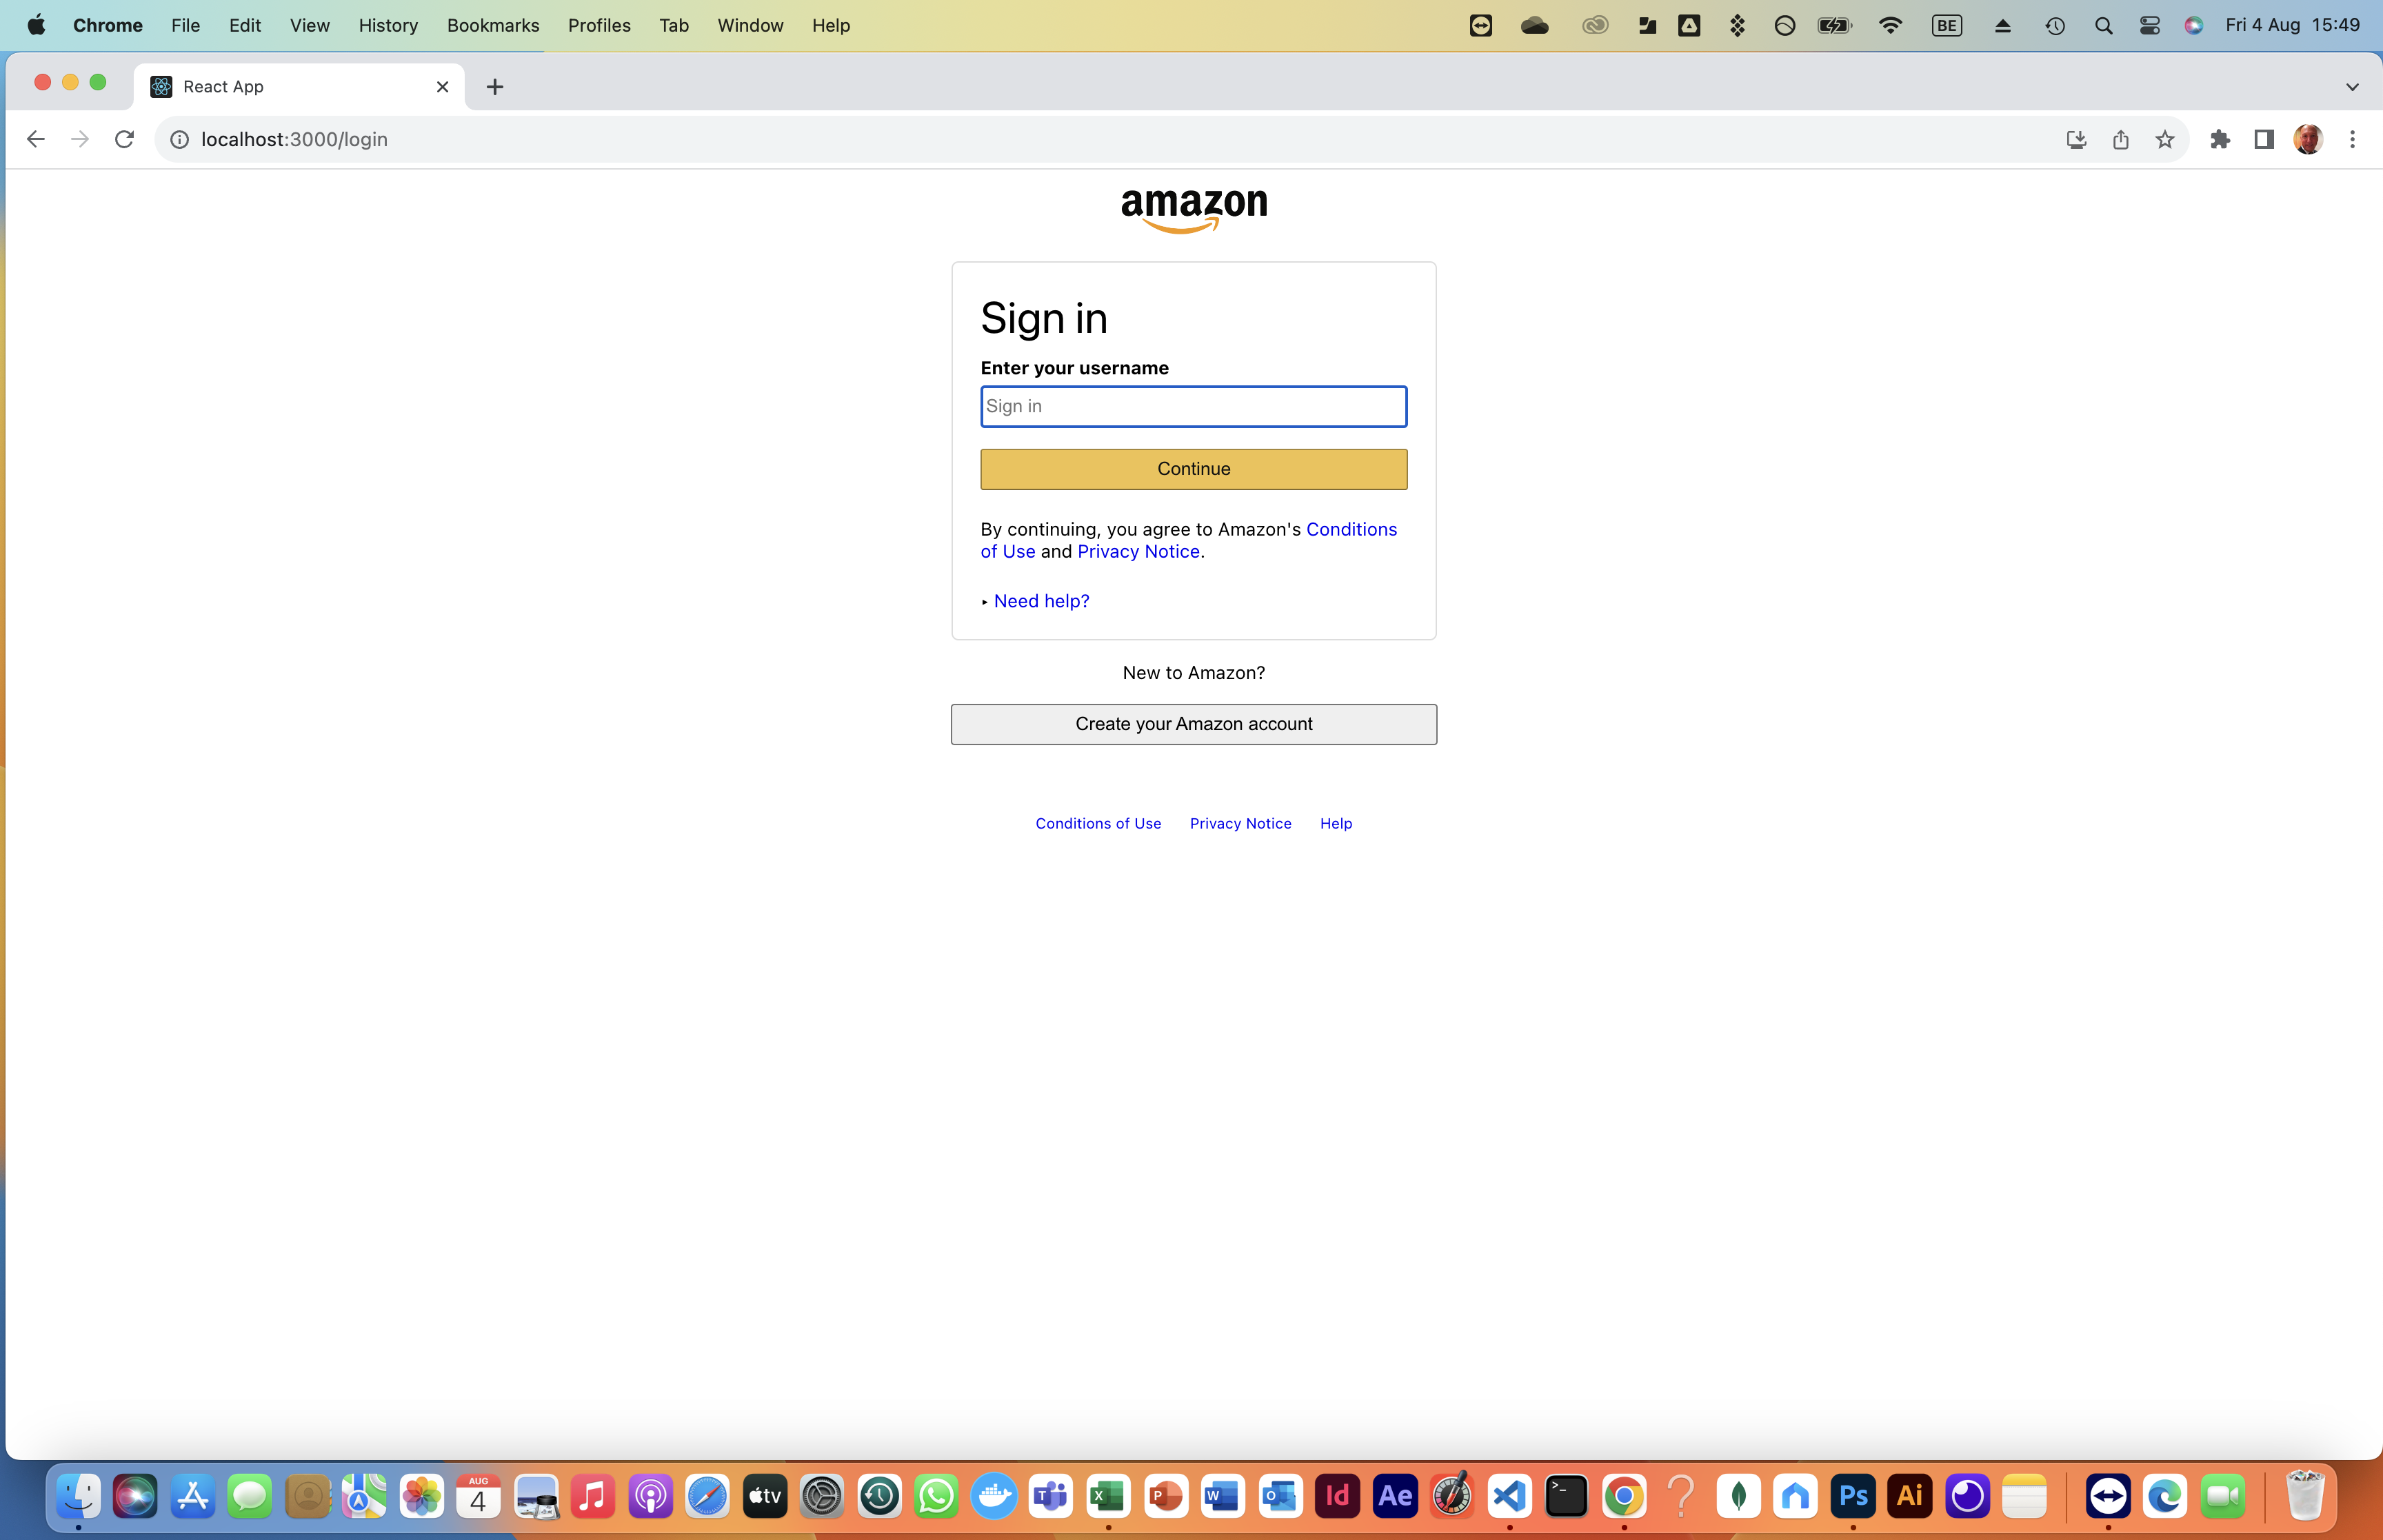 Chrome File Edit View History Bookmarks Profiles Tab Window Help BE Fri 4 Aug 15:49
React App
localhost:3000/login
amazon
Sign in
Enter your username
Sign in
Continue
By continuing, you agree to Amazon's Conditions
of Use and Privacy Notice.
Need help?
New to Amazon?
Create your Amazon account
Conditions of Use Privacy Notice Help
AUG
4 tv T X P W O Id Ae >_ Ps Ai